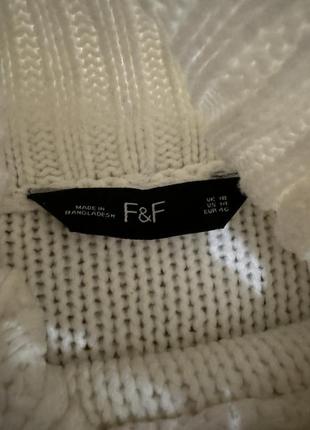 MADE IN
BANGLADESH
F&F
UK 18
US 14
EUR 46